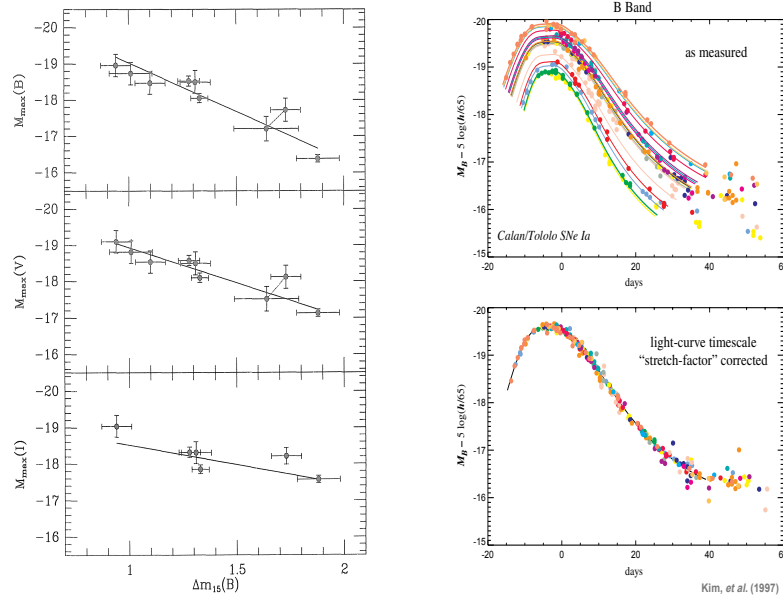 -20
-19
-18
-17
-16
M_max(B)
-20
-19
-18
-17
-16
M_max(V)
-20
-19
-18
-17
-16
M_max(I)
1
1.5
2
Δm_15(B)
B Band
-20
-19
-18
-17
-16
-15
M_B – 5 log(h/65)
as measured
Calan/Tololo SNe Ia
-20
0
20
40
6
days
-20
-19
-18
-17
-16
-15
M_B – 5 log(h/65)
light-curve timescale
“stretch-factor” corrected
-20
0
20
40
6
days
Kim, et al. (1997)